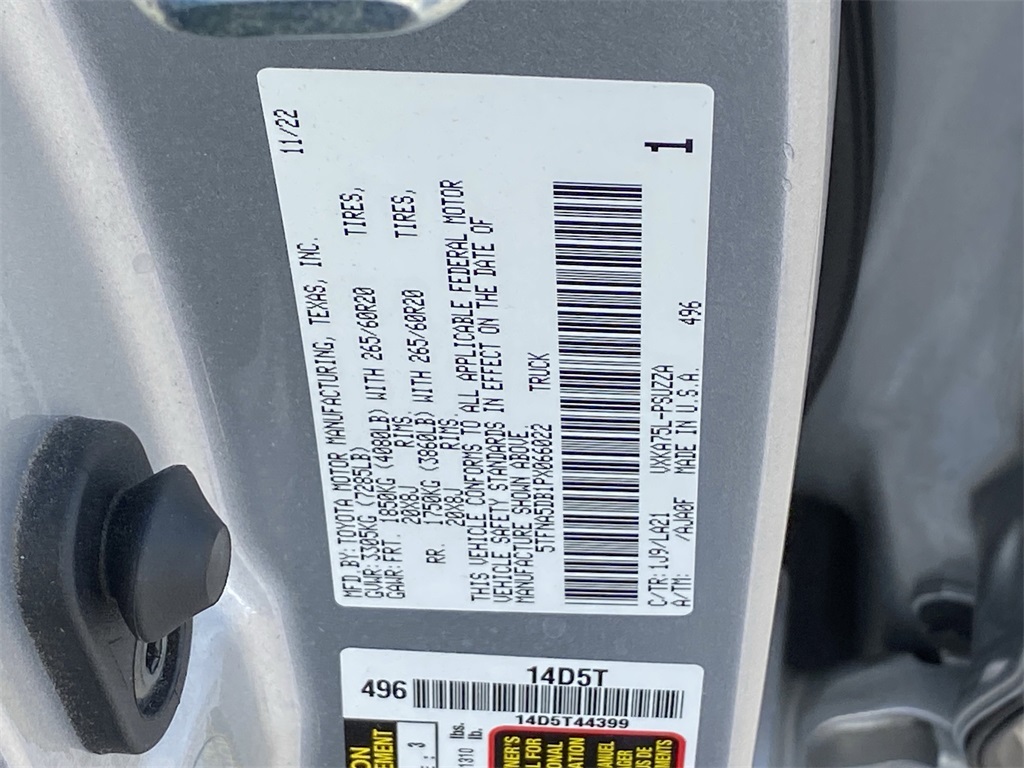 11/22
MFD BY: TOYOTA MOTOR MANUFACTURING, TEXAS, INC.
GVWR: 3305KG (7285LB)
GAWR: FRT. 1850KG (4080LB) WITH 265/60R20 TIRES,
20X8J RIMS.
RR. 1750KG (3860LB) WITH 265/60R20 TIRES,
20X8J RIMS.
THIS VEHICLE CONFORMS TO ALL APPLICABLE FEDERAL MOTOR
VEHICLE SAFETY STANDARDS IN EFFECT ON THE DATE OF
MANUFACTURE SHOWN ABOVE.
5TFNA5DB1PX066022 TRUCK
1
C/TR: 1J9/LA21 VXKA75L-PSUZZA 496
A/TM: /AJA0F MADE IN U.S.A.
14D5T
496
14D5T44399
3
1310 lb.
lbs.